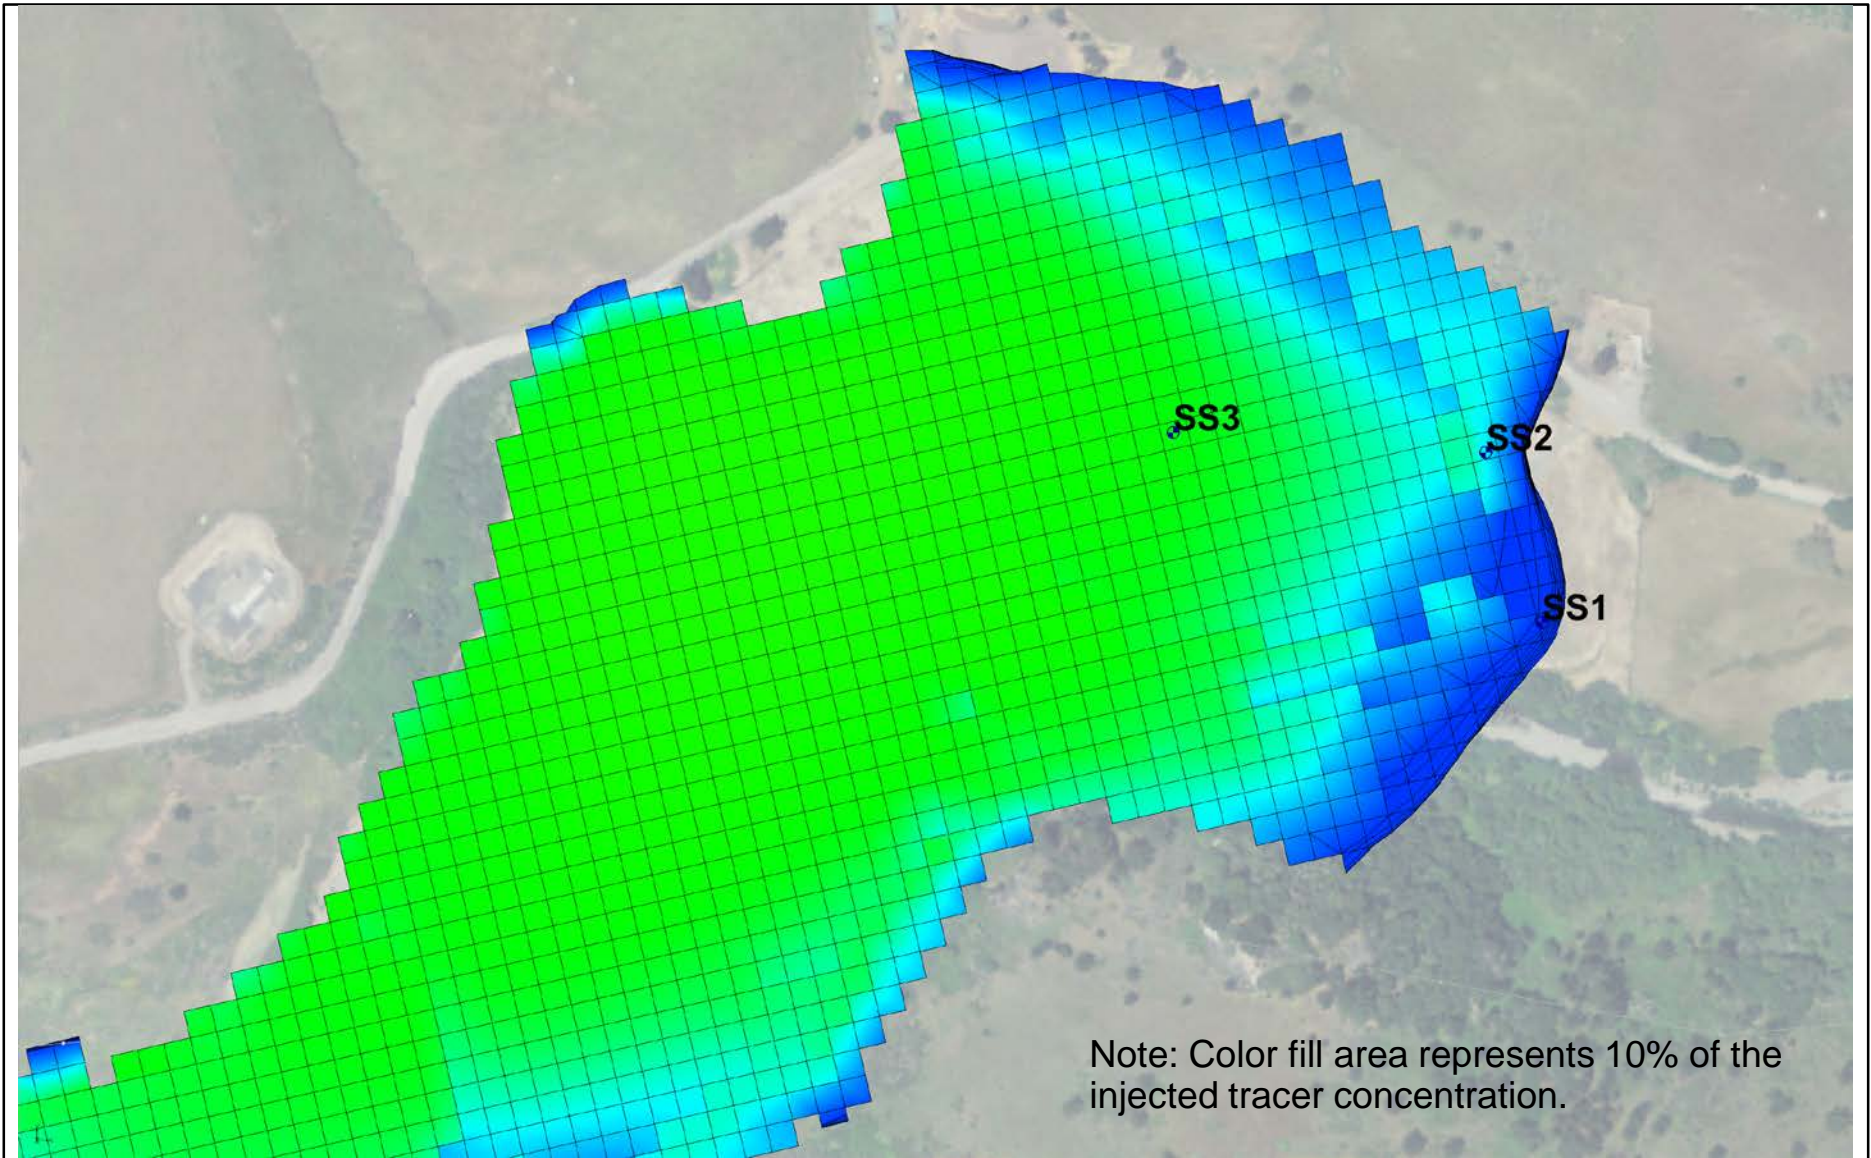 SS3
SS2
SS1
Note: Color fill area represents 10% of the
injected tracer concentration.